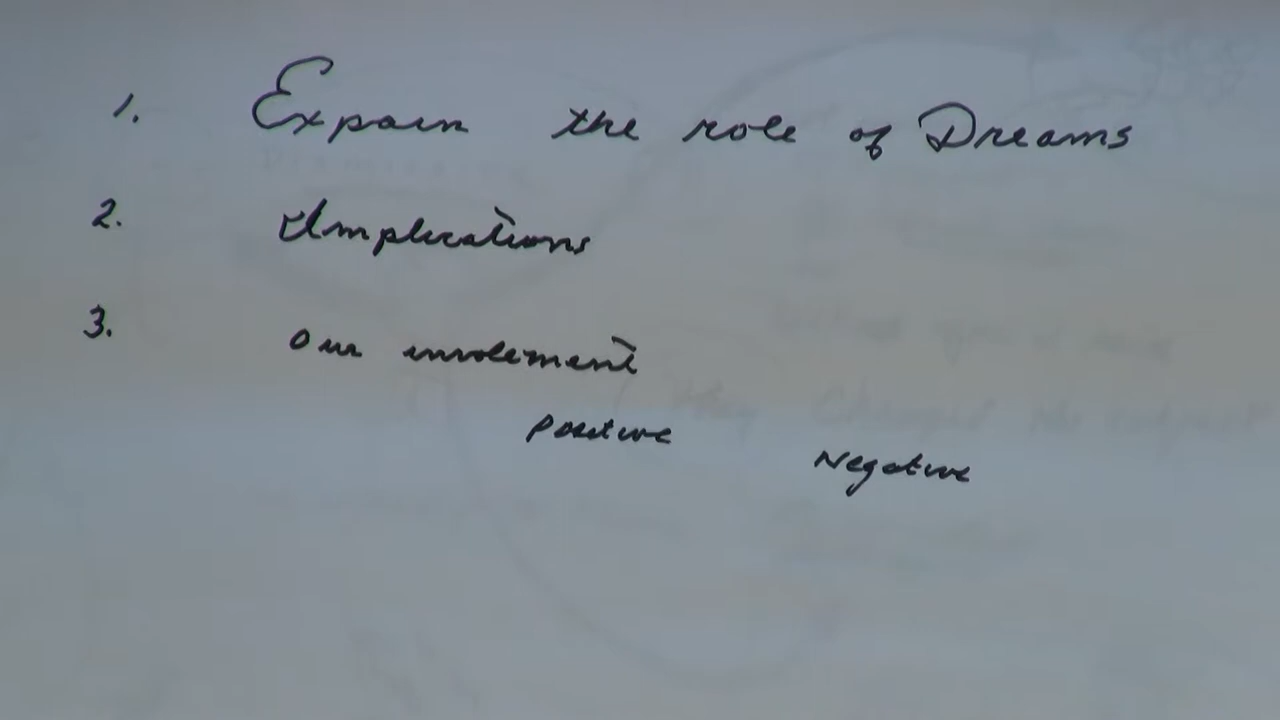 1. Expain the role of Dreams
2. Implications
3. Our involement
Positive Negative